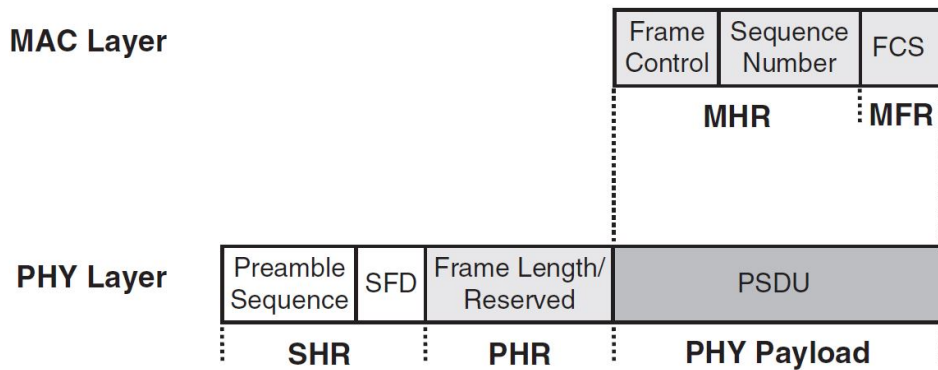 MAC Layer
Frame Control
Sequence Number
FCS
MHR
MFR
PHY Layer
Preamble Sequence
SFD
Frame Length/ Reserved
PSDU
SHR
PHR
PHY Payload